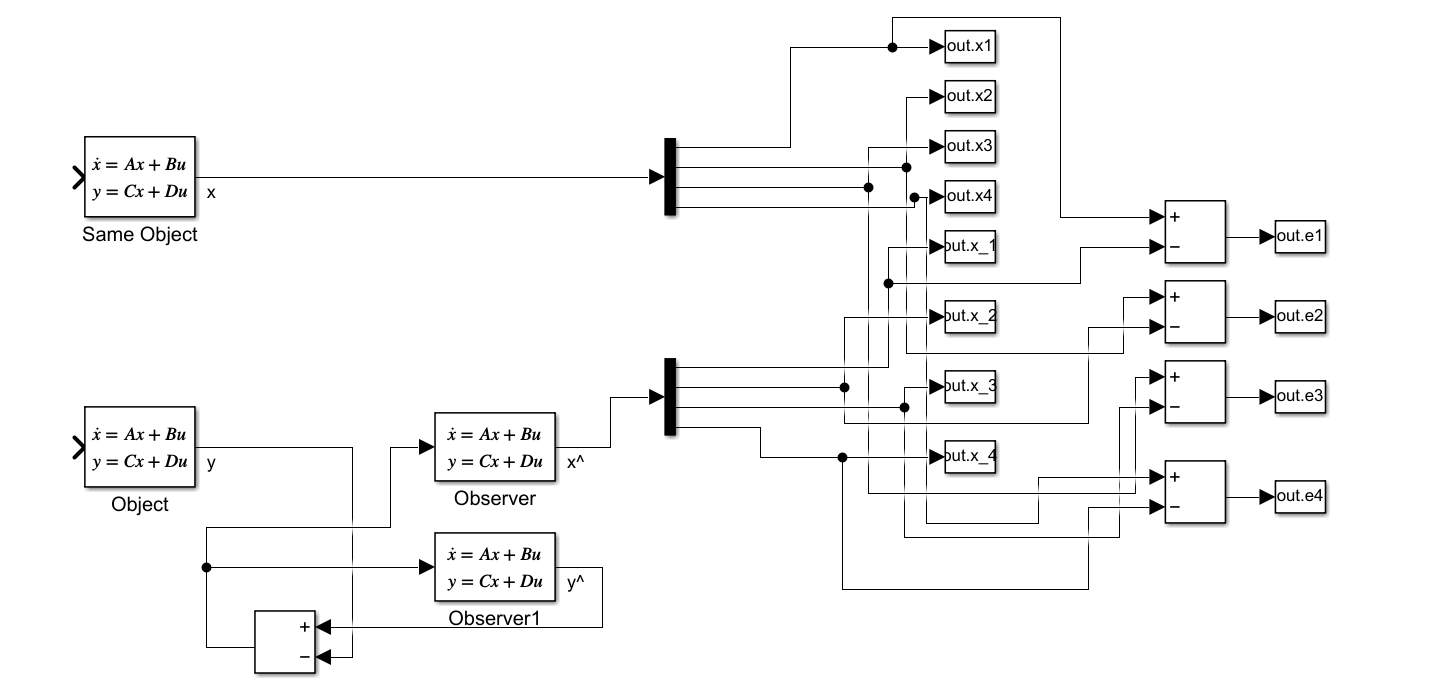 out.x1
out.x2
out.x3
ẋ = Ax + Bu
y = Cx + Du
x
Same Object
out.x4
+
−
out.e1
out.x_1
+
−
out.e2
out.x_2
+
−
out.e3
out.x_3
ẋ = Ax + Bu
y = Cx + Du
y
Object
ẋ = Ax + Bu
y = Cx + Du
x^
Observer
out.x_4
+
−
out.e4
ẋ = Ax + Bu
y = Cx + Du
y^
Observer1
+
−